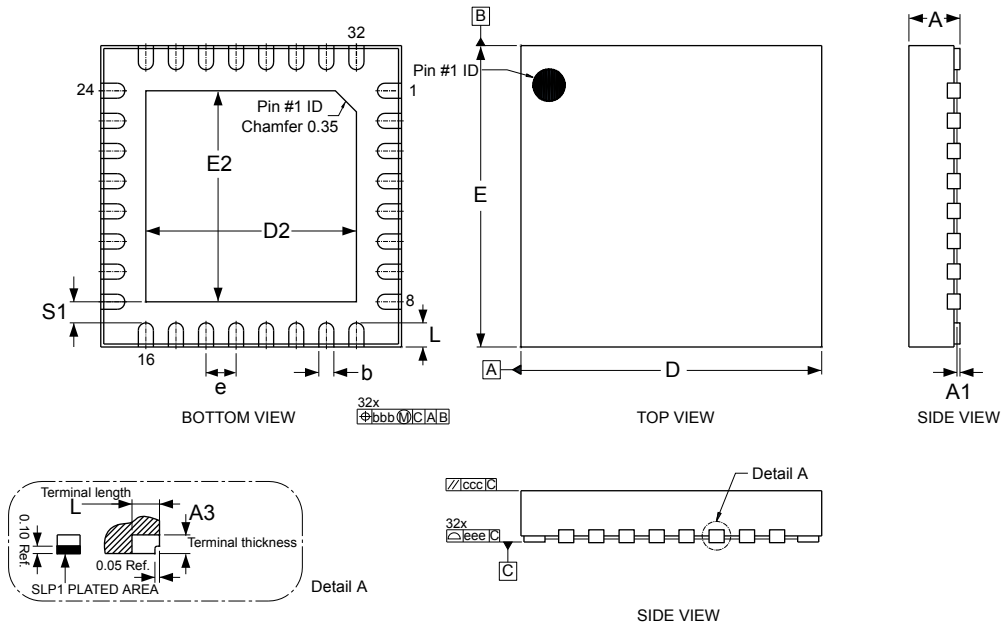 B
A
32
Pin #1 ID
24
1
Pin #1 ID
Chamfer 0.35
E2
E
D2
S1
8
L
16
e
b
A
D
A1
32x
⌖ bbb Ⓜ C A B
BOTTOM VIEW
TOP VIEW
SIDE VIEW
Terminal length
L
A3
Terminal thickness
0.10 Ref.
0.05 Ref.
SLP1 PLATED AREA
Detail A
// ccc C
Detail A
32x
⌓ eee C
C
SIDE VIEW